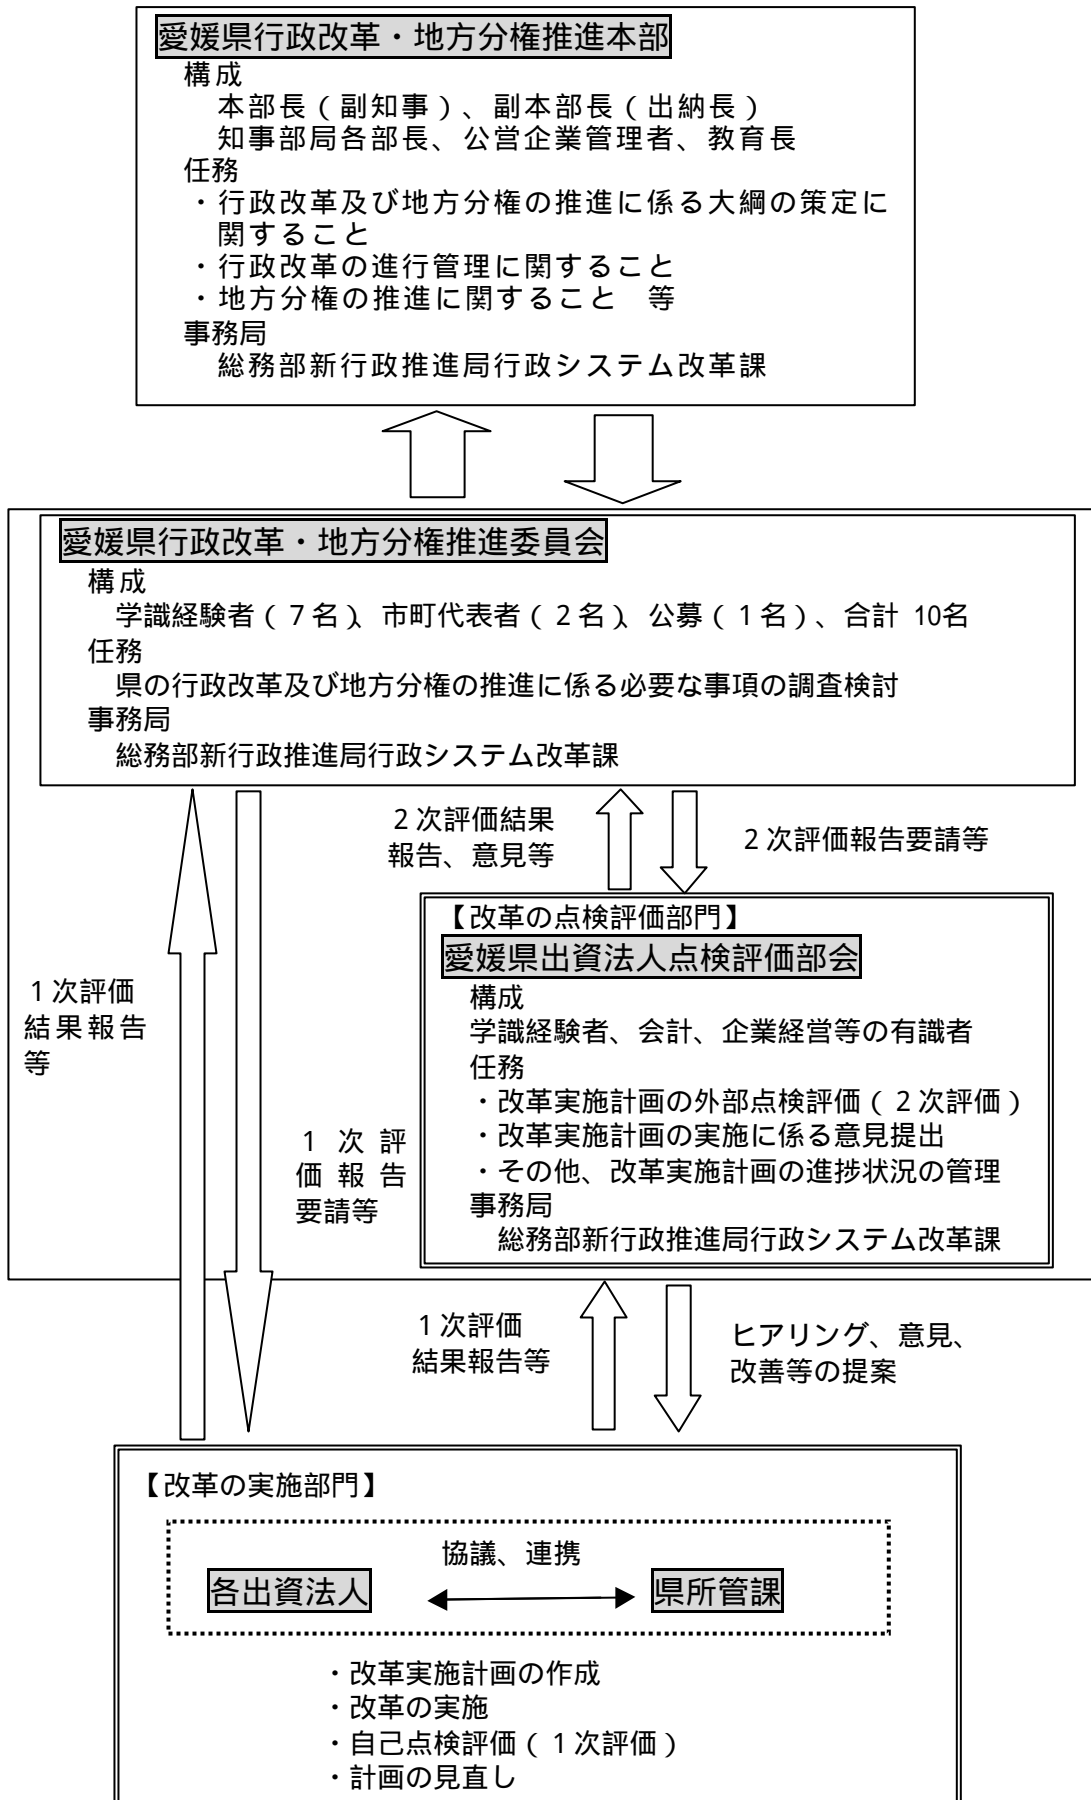 愛媛県行政改革・地方分権推進本部
構成
本部長（副知事）、副本部長（出納長）
知事部局各部長、公営企業管理者、教育長
任務
・行政改革及び地方分権の推進に係る大綱の策定に
関すること
・行政改革の進行管理に関すること
・地方分権の推進に関すること　等
事務局
総務部新行政推進局行政システム改革課
愛媛県行政改革・地方分権推進委員会
構成
学識経験者（７名）、市町代表者（２名）、公募（１名）、合計 10名
任務
県の行政改革及び地方分権の推進に係る必要な事項の調査検討
事務局
総務部新行政推進局行政システム改革課
２次評価結果
報告、意見等
２次評価報告要請等
１次評価
結果報告
等
１次評
価報告
要請等
【改革の点検評価部門】
愛媛県出資法人点検評価部会
構成
学識経験者、会計、企業経営等の有識者
任務
・改革実施計画の外部点検評価（２次評価）
・改革実施計画の実施に係る意見提出
・その他、改革実施計画の進捗状況の管理
事務局
総務部新行政推進局行政システム改革課
１次評価
結果報告等
ヒアリング、意見、
改善等の提案
【改革の実施部門】
協議、連携
各出資法人
県所管課
・改革実施計画の作成
・改革の実施
・自己点検評価（１次評価）
・計画の見直し